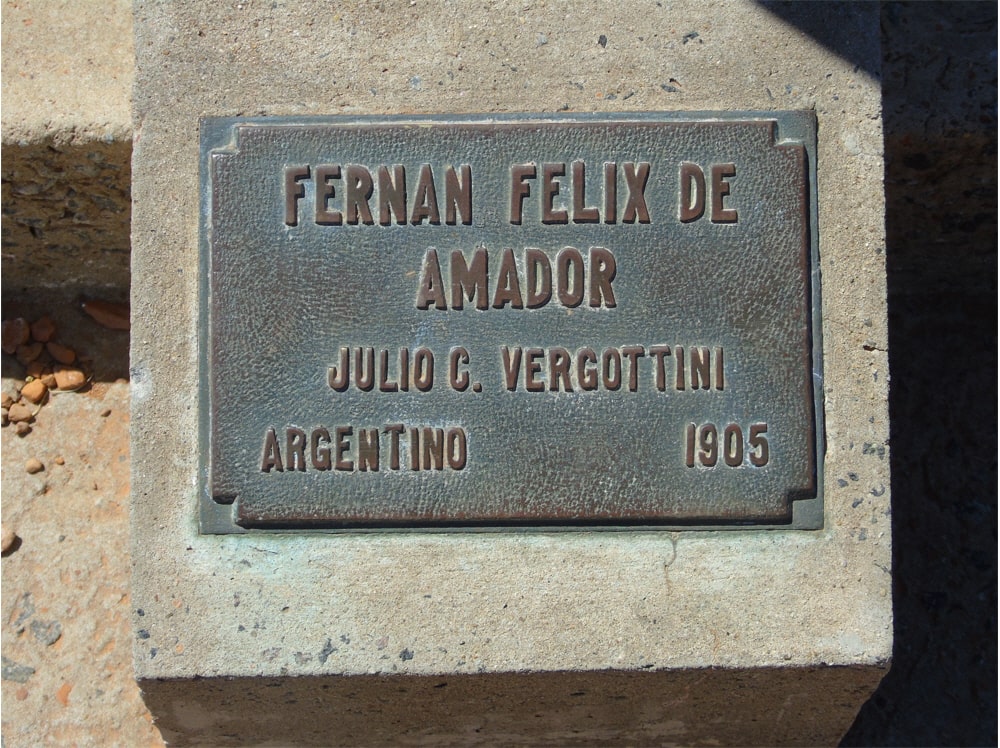 FERNAN FELIX DE
AMADOR
JULIO C. VERGOTTINI
ARGENTINO 1905